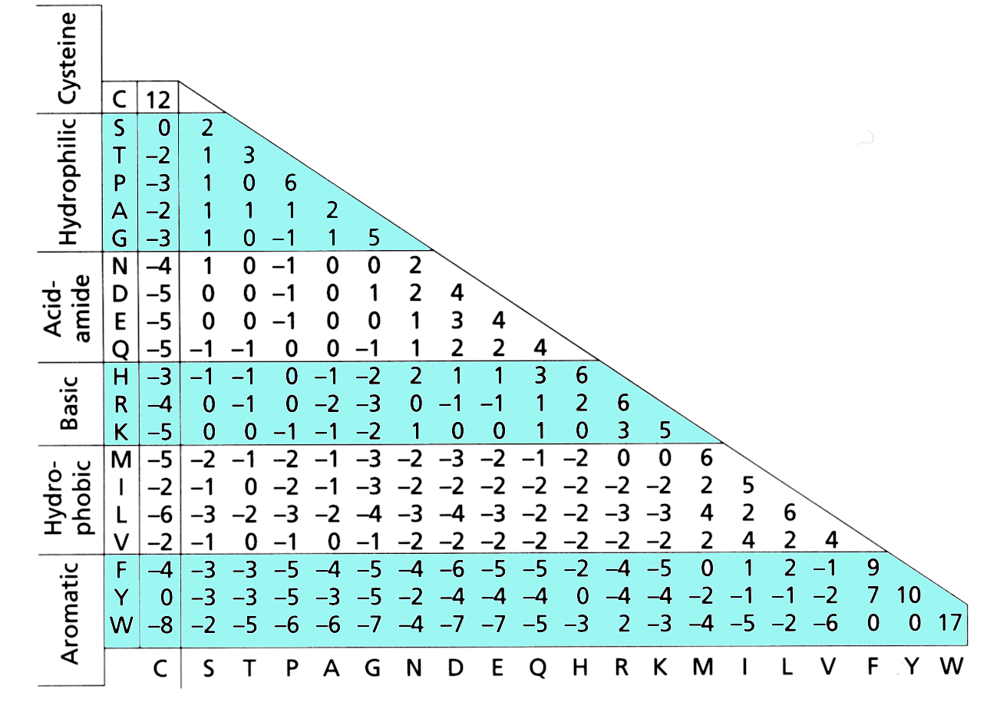 Cysteine
C 12
Hydrophilic
S 0 2
T –2 1 3
P –3 1 0 6
A –2 1 1 1 2
G –3 1 0 –1 1 5
Acid-
amide
N –4 1 0 –1 0 0 2
D –5 0 0 –1 0 1 2 4
E –5 0 0 –1 0 0 1 3 4
Q –5 –1 –1 0 0 –1 1 2 2 4
Basic
H –3 –1 –1 0 –1 –2 2 1 1 3 6
R –4 0 –1 0 –2 –3 0 –1 –1 1 2 6
K –5 0 0 –1 –1 –2 1 0 0 1 0 3 5
Hydro-
phobic
M –5 –2 –1 –2 –1 –3 –2 –3 –2 –1 –2 0 0 6
I –2 –1 0 –2 –1 –3 –2 –2 –2 –2 –2 –2 –2 2 5
L –6 –3 –2 –3 –2 –4 –3 –4 –3 –2 –2 –3 –3 4 2 6
V –2 –1 0 –1 0 –1 –2 –2 –2 –2 –2 –2 –2 2 4 2 4
Aromatic
F –4 –3 –3 –5 –4 –5 –4 –6 –5 –5 –2 –4 –5 0 1 2 –1 9
Y 0 –3 –3 –5 –3 –5 –2 –4 –4 –4 0 –4 –4 –2 –1 –1 –2 7 10
W –8 –2 –5 –6 –6 –7 –4 –7 –7 –5 –3 2 –3 –4 –5 –2 –6 0 0 17
C S T P A G N D E Q H R K M I L V F Y W